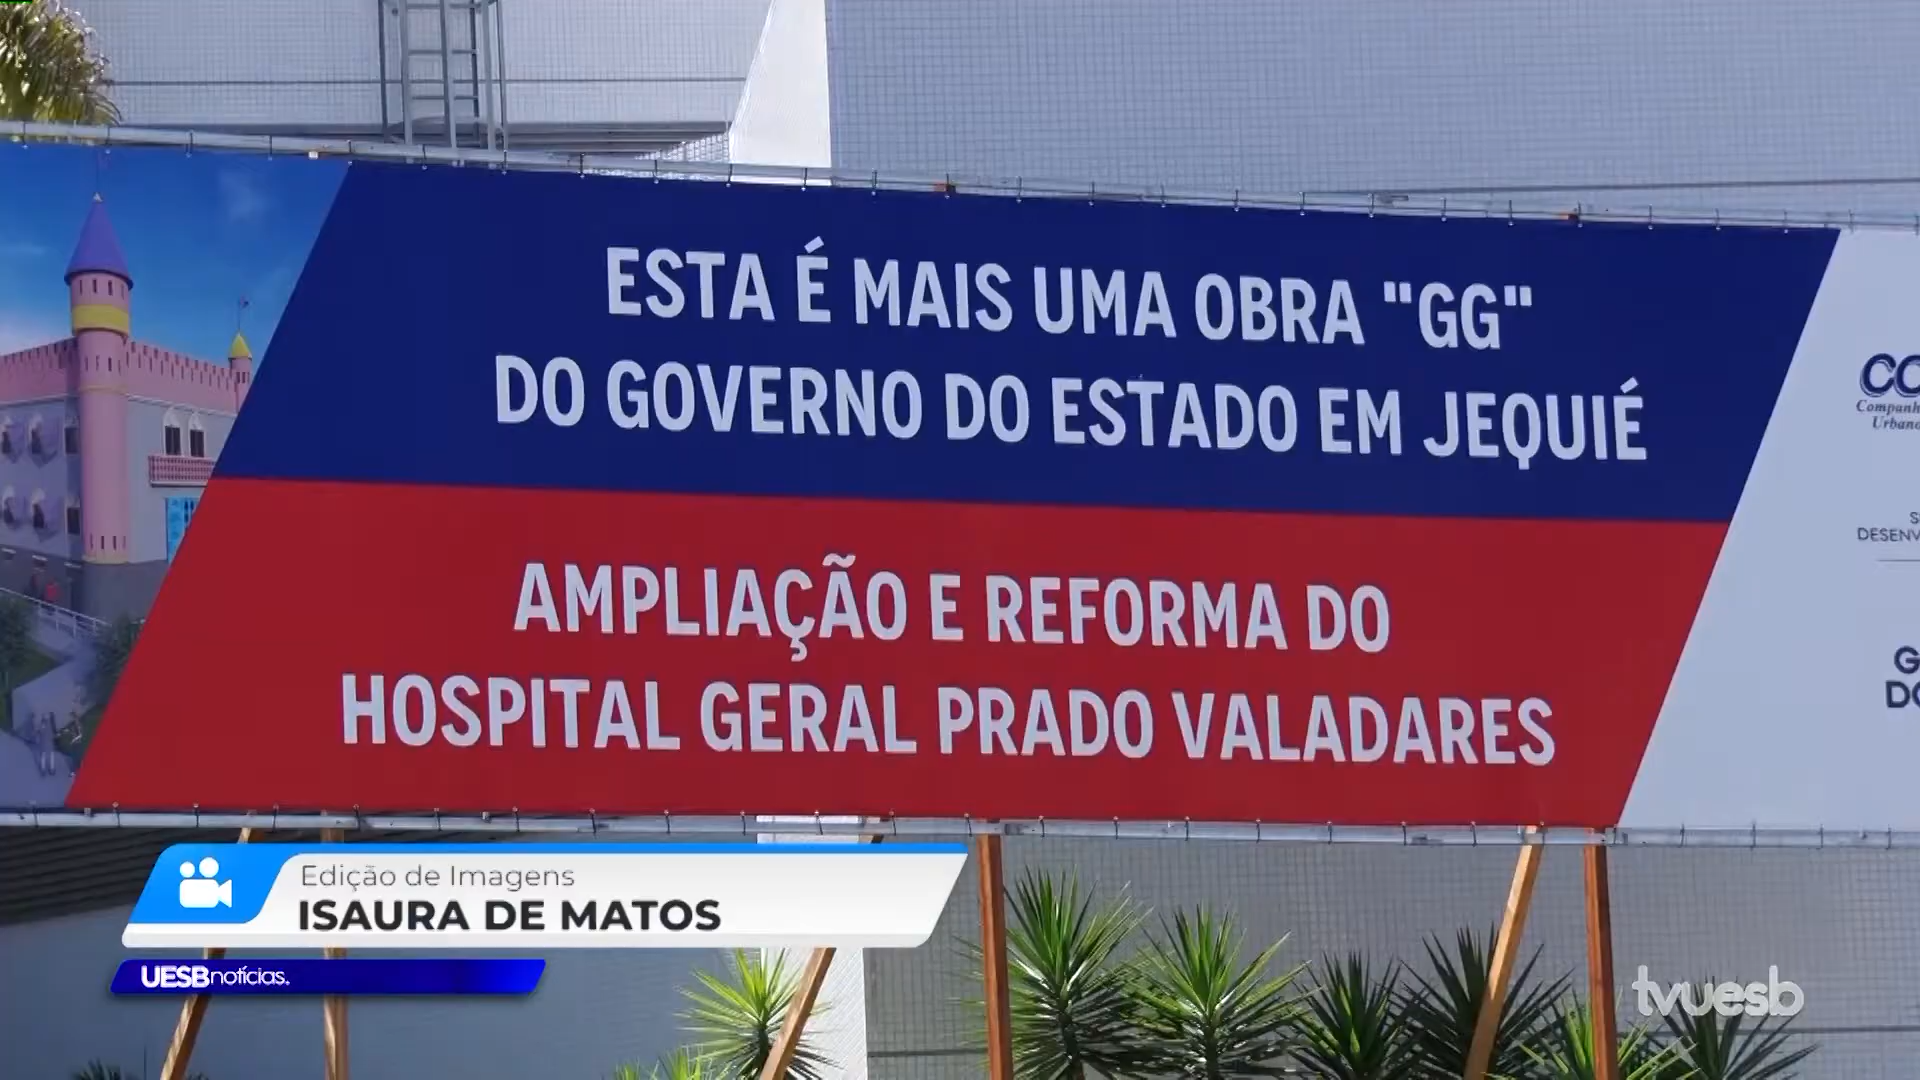 ESTA É MAIS UMA OBRA "GG"
DO GOVERNO DO ESTADO EM JEQUIÉ
AMPLIAÇÃO E REFORMA DO
HOSPITAL GERAL PRADO VALADARES
Edição de Imagens
ISAURA DE MATOS
UESBnotícias.
tvuesb